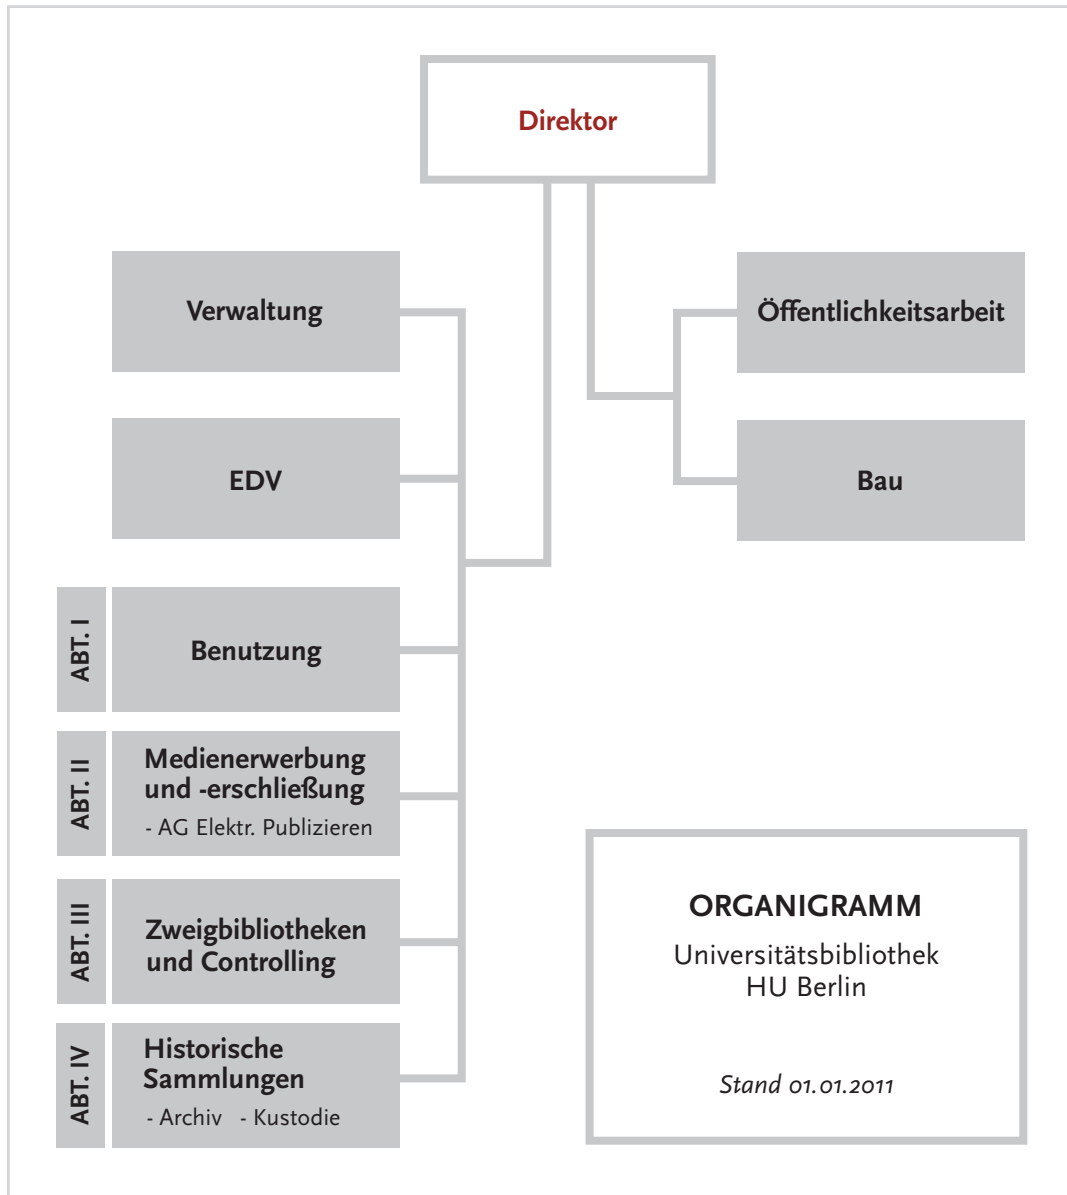 Direktor
Verwaltung
Öffentlichkeitsarbeit
EDV
Bau
ABT. I
Benutzung
ABT. II
Medienerwerbung
und -erschließung
- AG Elektr. Publizieren
ABT. III
Zweigbibliotheken
und Controlling
ABT. IV
Historische
Sammlungen
- Archiv - Kustodie
ORGANIGRAMM
Universitätsbibliothek
HU Berlin
Stand 01.01.2011